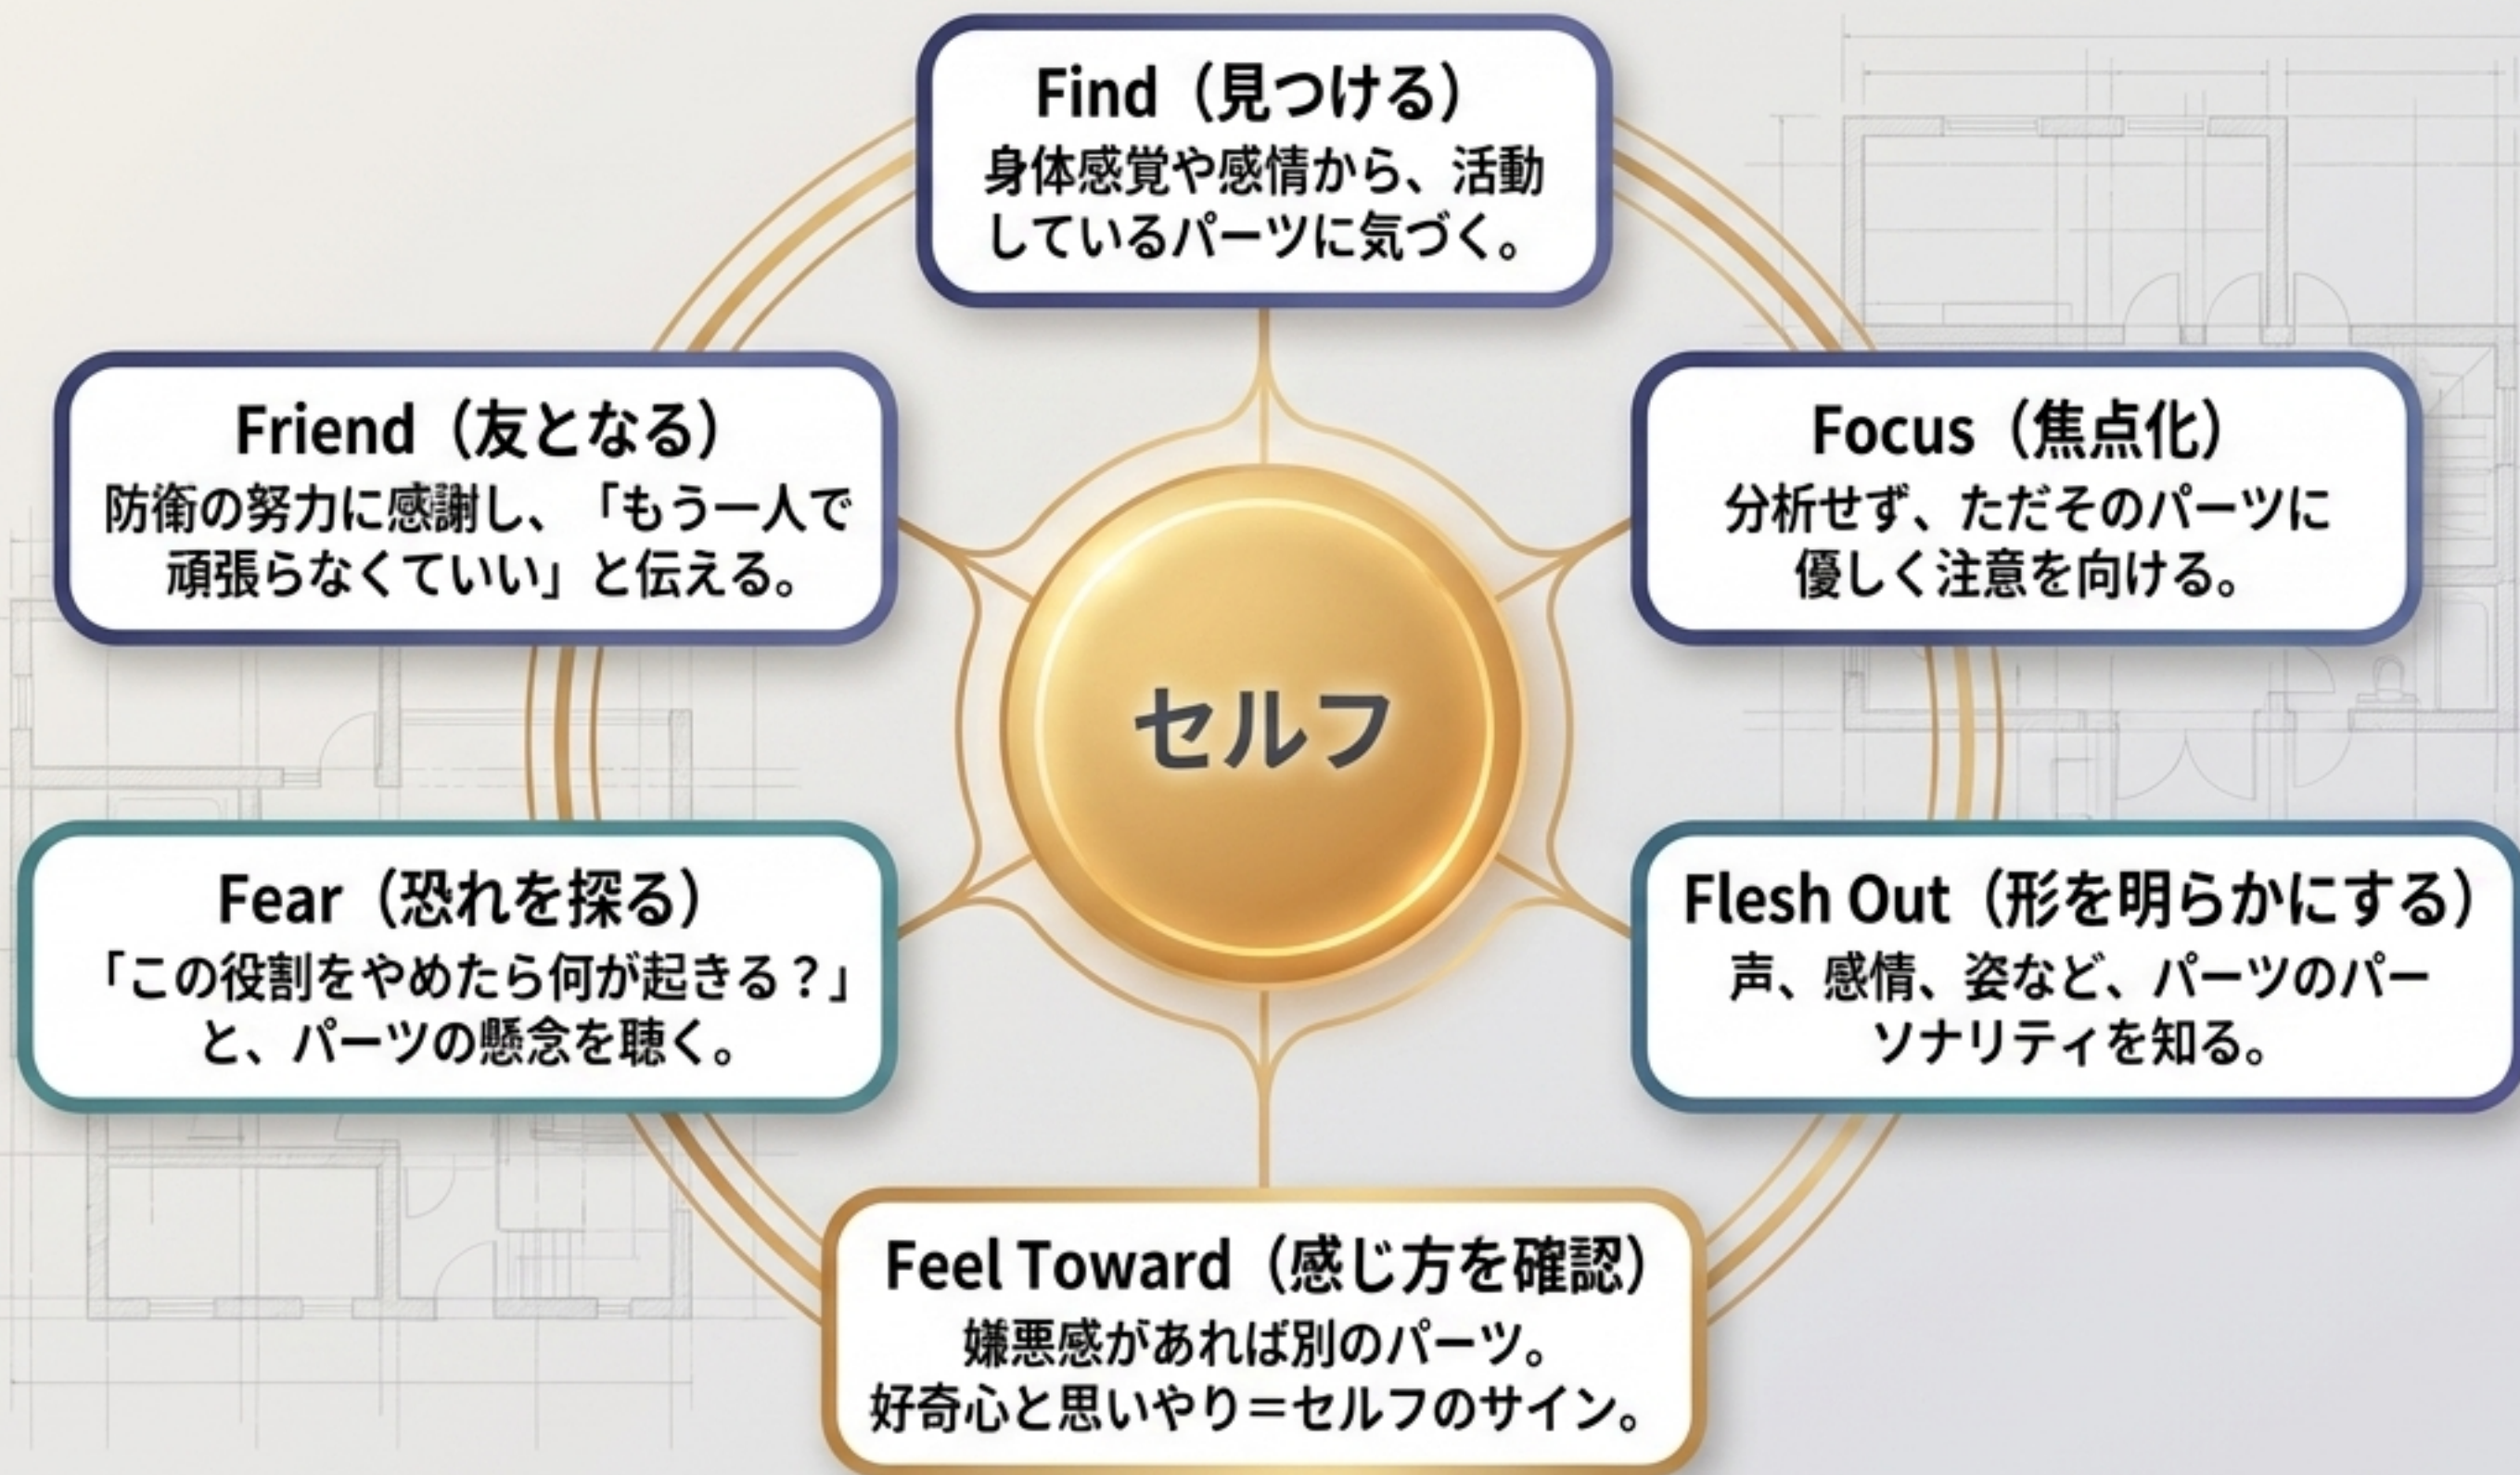 Find（見つける）
身体感覚や感情から、活動
しているパーツに気づく。
Focus（焦点化）
分析せず、ただそのパーツに
優しく注意を向ける。
Flesh Out（形を明らかにする）
声、感情、姿など、パーツのパー
ソナリティを知る。
Feel Toward（感じ方を確認）
嫌悪感があれば別のパーツ。
好奇心と思いやり＝セルフのサイン。
Fear（恐れを探る）
「この役割をやめたら何が起きる？」
と、パーツの懸念を聴く。
Friend（友となる）
防衛の努力に感謝し、「もう一人で
頑張らなくていい」と伝える。
セルフ